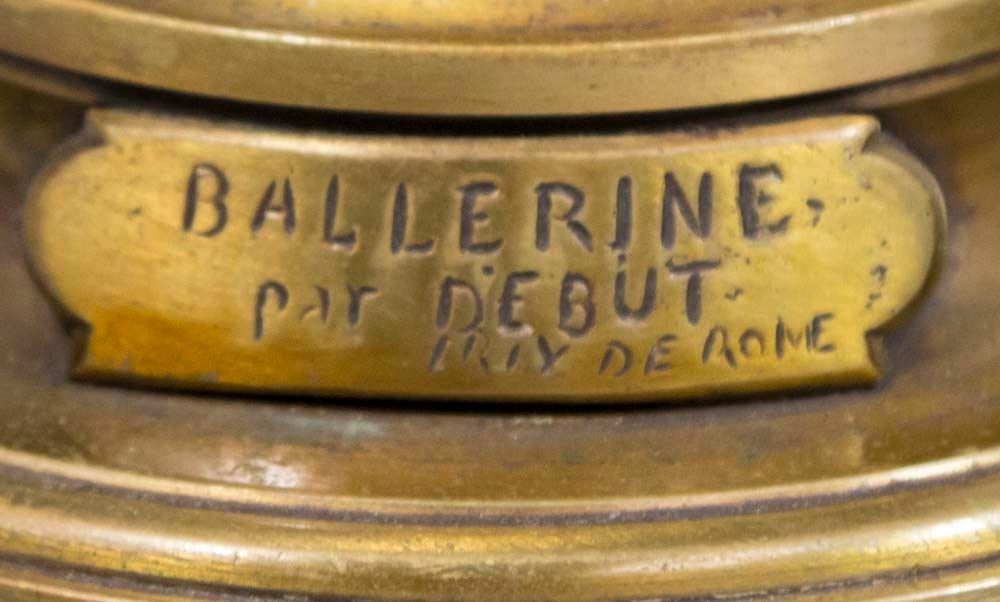 BALLERINE
par DEBUT
PRIX DE ROME